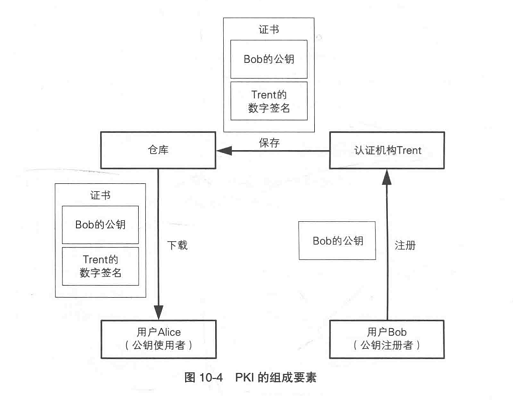 证书
Bob的公钥
Trent的
数字签名
仓库
保存
认证机构Trent
证书
Bob的公钥
Trent的
数字签名
下载
Bob的公钥
注册
用户Alice
（公钥使用者）
用户Bob
（公钥注册者）
图 10-4 PKI 的组成要素